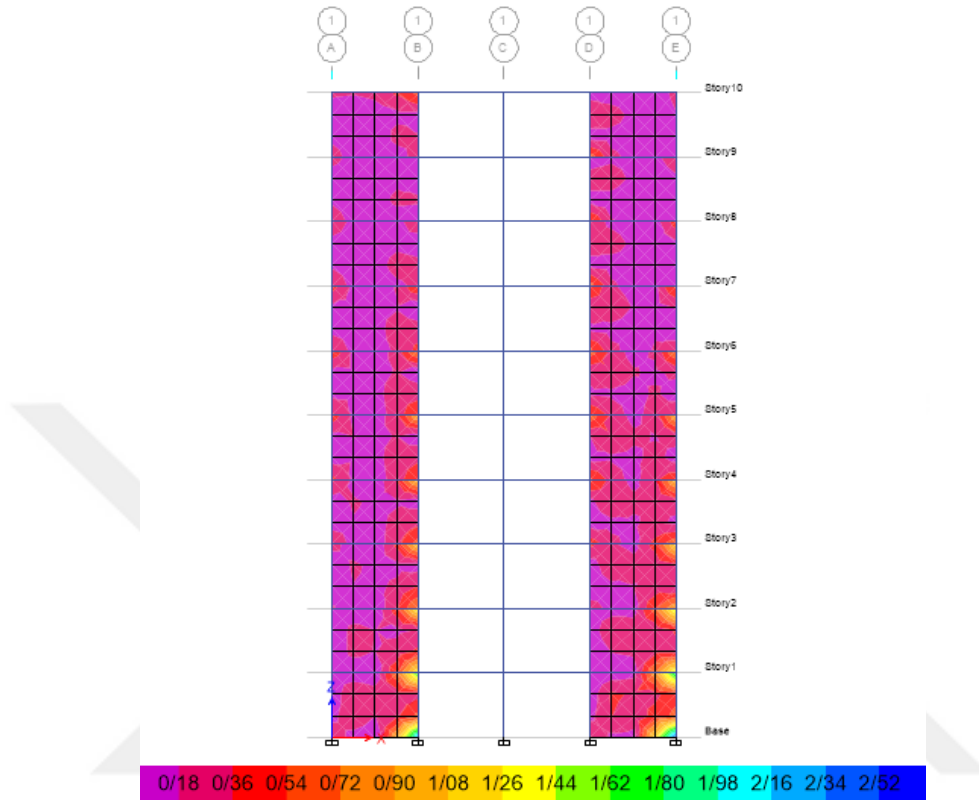 1 1 1 1 1
A B C D E
Story10
Story9
Story8
Story7
Story6
Story5
Story4
Story3
Story2
Story1
Z
X
Base
0/18 0/36 0/54 0/72 0/90 1/08 1/26 1/44 1/62 1/80 1/98 2/16 2/34 2/52